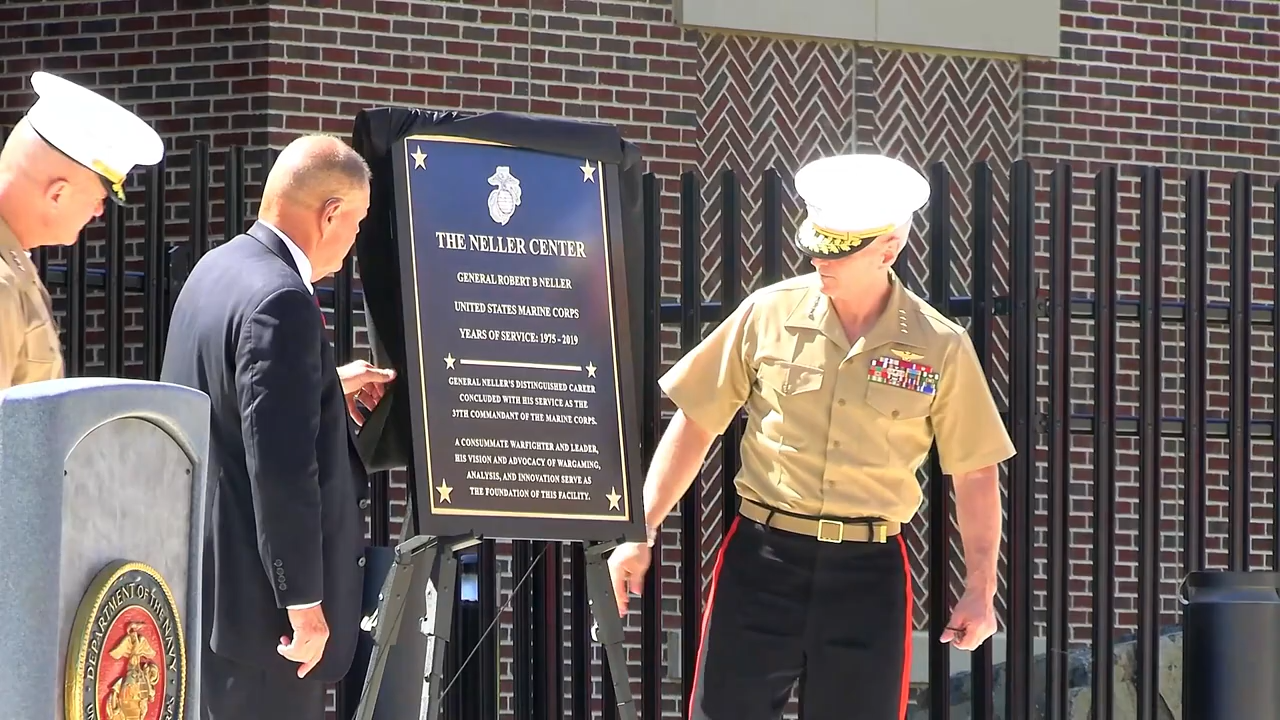 THE NELLER CENTER
GENERAL ROBERT B NELLER
UNITED STATES MARINE CORPS
YEARS OF SERVICE: 1975 - 2019
GENERAL NELLER'S DISTINGUISHED CAREER
CONCLUDED WITH HIS SERVICE AS THE
37TH COMMANDANT OF THE MARINE CORPS.
A CONSUMMATE WARFIGHTER AND LEADER,
HIS VISION AND ADVOCACY OF WARGAMING,
ANALYSIS, AND INNOVATION SERVE AS
THE FOUNDATION OF THIS FACILITY.
DEPARTMENT OF THE NAVY